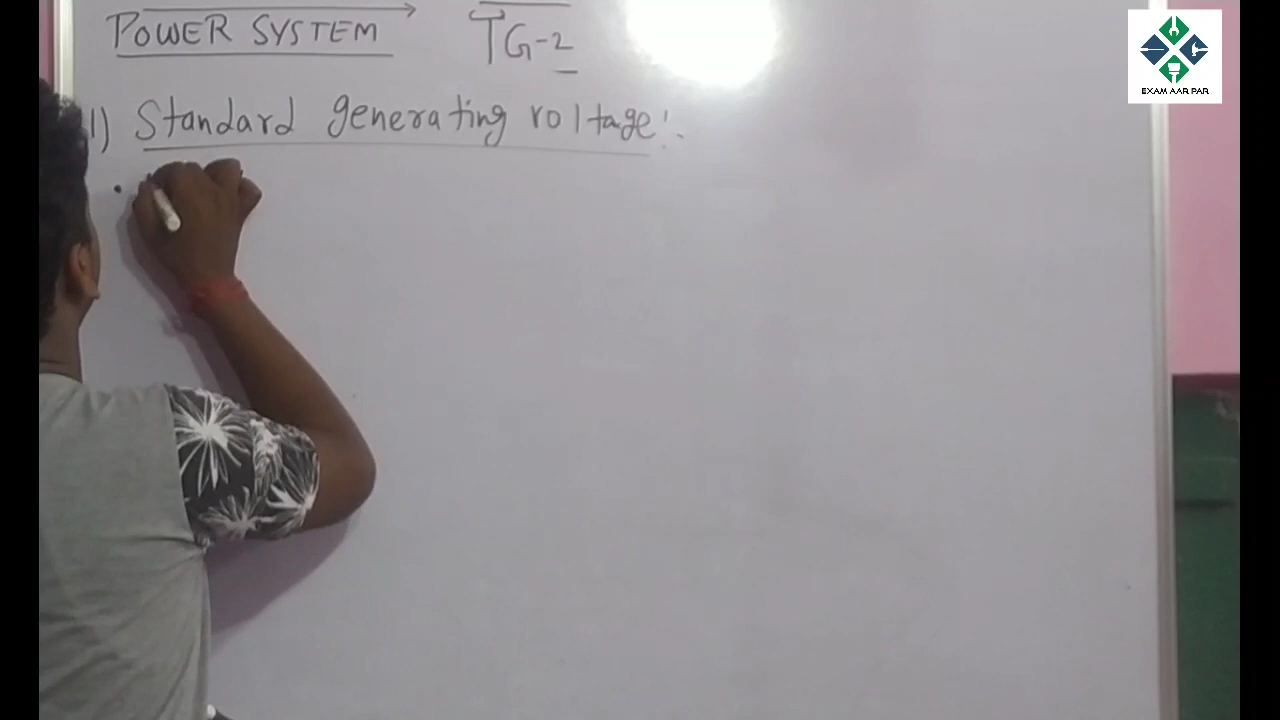 POWER SYSTEM TG-2
1) Standard generating voltage:
EXAM AAR PAR